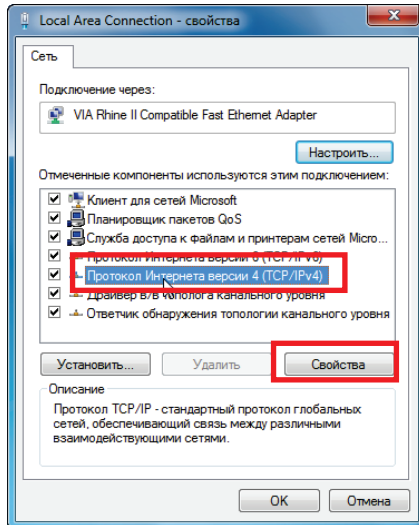 Local Area Connection - свойства
Сеть
Подключение через:
VIA Rhine II Compatible Fast Ethernet Adapter
Настроить...
Отмеченные компоненты используются этим подключением:
Клиент для сетей Microsoft
Планировщик пакетов QoS
Служба доступа к файлам и принтерам сетей Micro...
Протокол Интернета версии 6 (TCP/IPv6)
Протокол Интернета версии 4 (TCP/IPv4)
Драйвер в/в тополога канального уровня
Ответчик обнаружения топологии канального уровня
Установить...
Удалить
Свойства
Описание
Протокол TCP/IP - стандартный протокол глобальных
сетей, обеспечивающий связь между различными
взаимодействующими сетями.
OK
Отмена